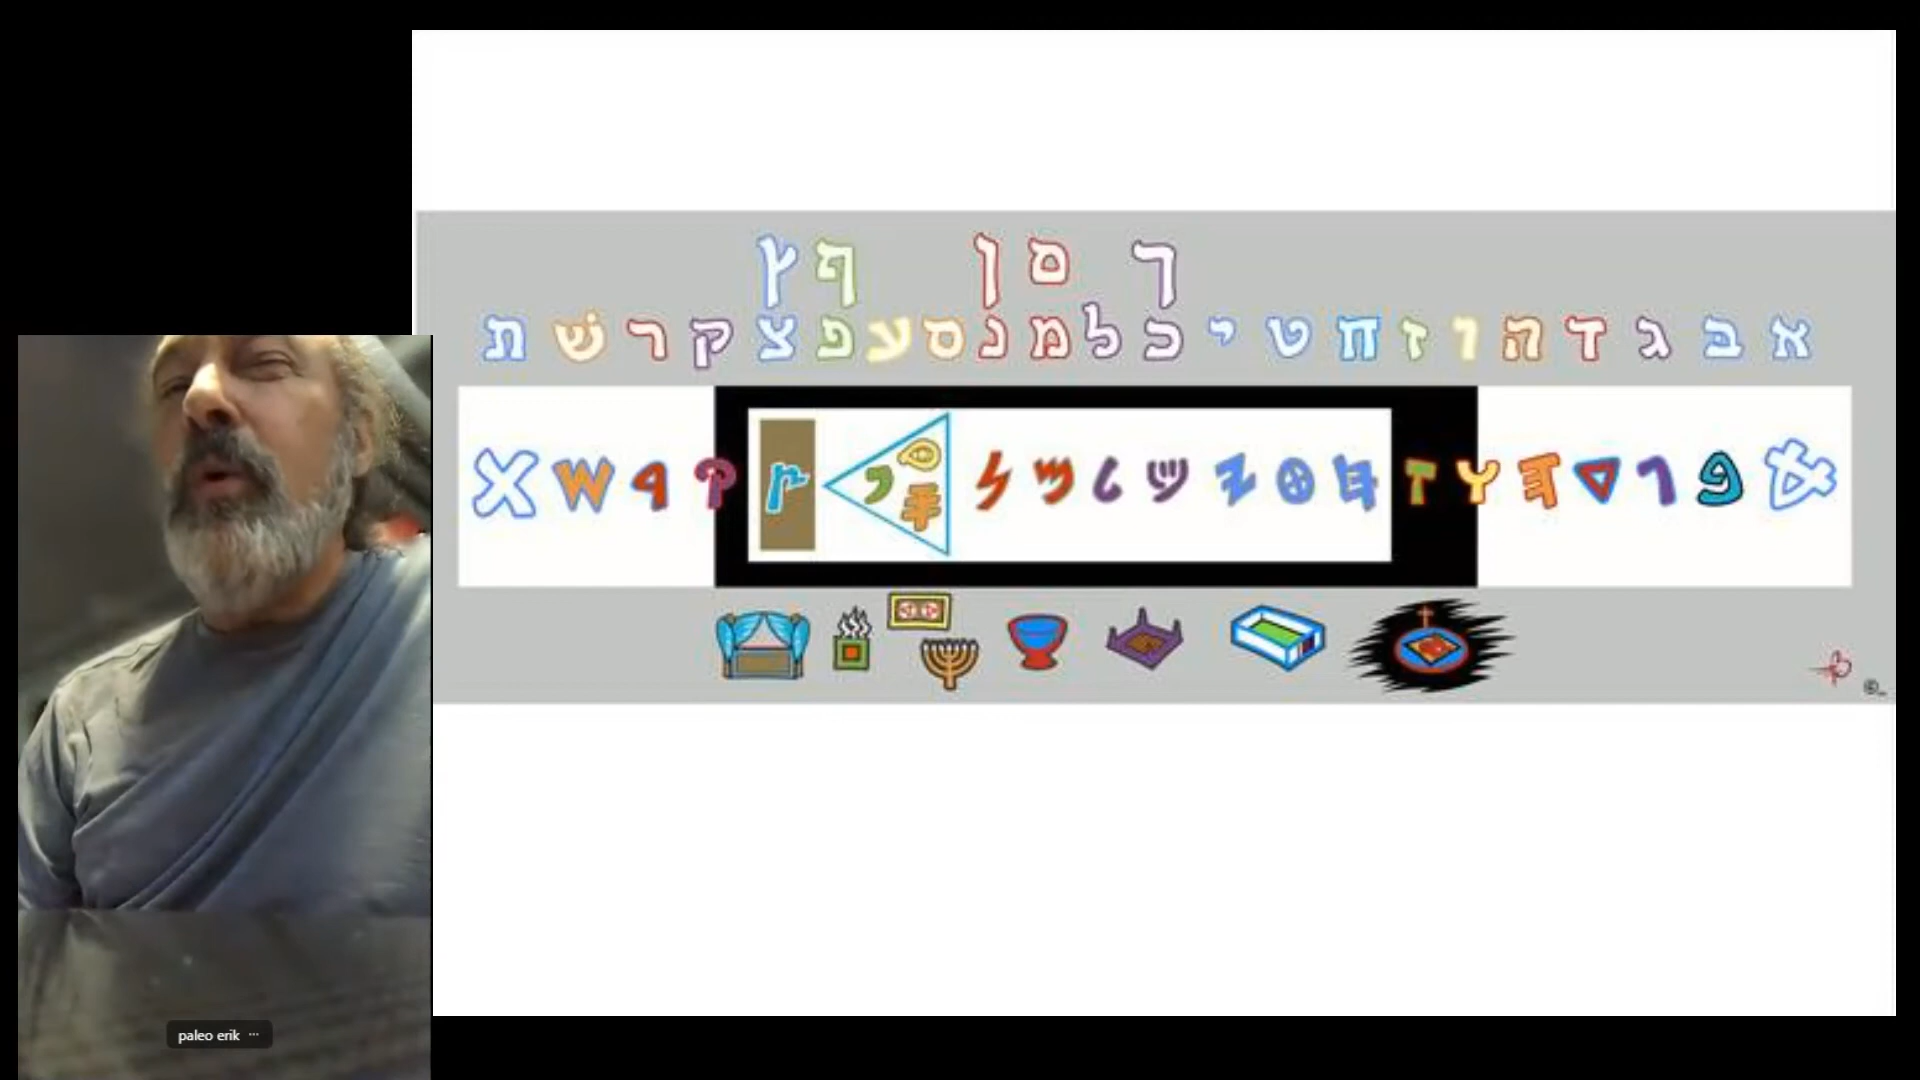 ך ם ן ף ץ
א ב ג ד ה ו ז ח ט י כ ל מ נ ס ע פ צ ק ר שׁ ת
𐤀 𐤁 𐤂 𐤃 𐤄 𐤅 𐤆 𐤇 𐤈 𐤉 𐤊 𐤋 𐤌 𐤍 𐤎 𐤏 𐤐 𐤑 𐤒 𐤓 𐤔 𐤕
paleo erik ···